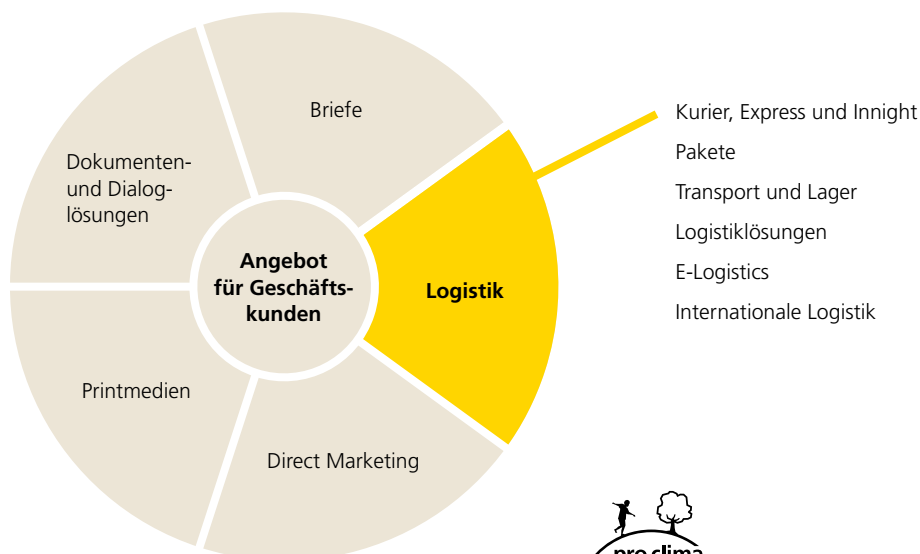 Briefe
Dokumenten-
und Dialog-
lösungen
Angebot
für Geschäfts-
kunden
Logistik
Printmedien
Direct Marketing
Kurier, Express und Innight
Pakete
Transport und Lager
Logistiklösungen
E-Logistics
Internationale Logistik
pro clima